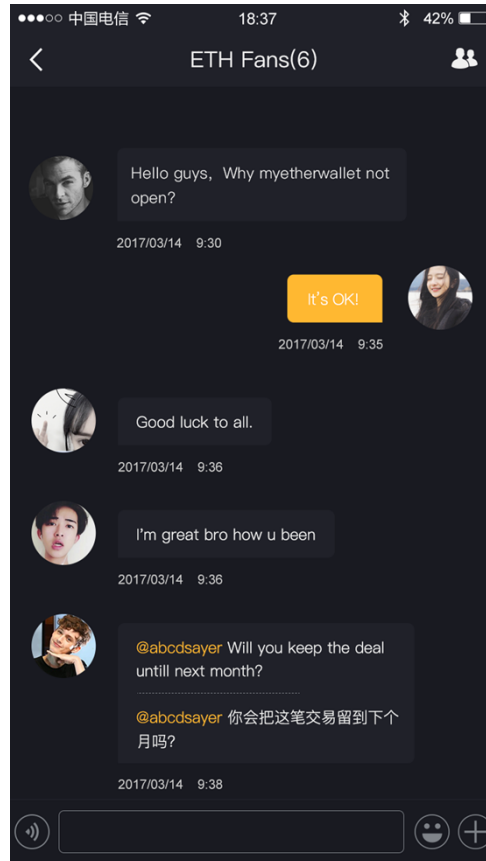 中国电信 18:37 42%
ETH Fans(6)
Hello guys, Why myetherwallet not
open?
2017/03/14 9:30
It's OK!
2017/03/14 9:35
Good luck to all.
2017/03/14 9:36
I'm great bro how u been
2017/03/14 9:36
@abcdsayer Will you keep the deal
untill next month?
@abcdsayer 你会把这笔交易留到下个
月吗?
2017/03/14 9:38